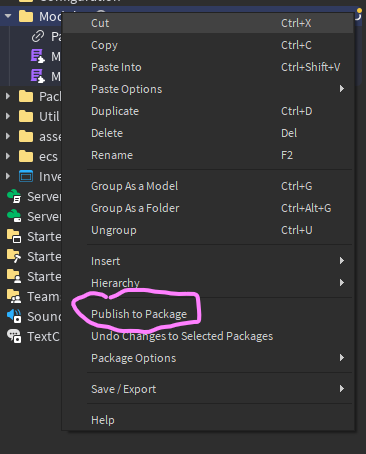 Cut Ctrl+X
Copy Ctrl+C
Paste Into Ctrl+Shift+V
Paste Options
Duplicate Ctrl+D
Delete Del
Rename F2
Group As a Model Ctrl+G
Group As a Folder Ctrl+Alt+G
Ungroup Ctrl+U
Insert
Hierarchy
Publish to Package
Undo Changes to Selected Packages
Package Options
Save / Export
Help
Mod
Pa
M
M
Pack
Util
asse
ecs
Inve
Server
Server
Starte
Starte
Starte
Teams
Soun
TextC